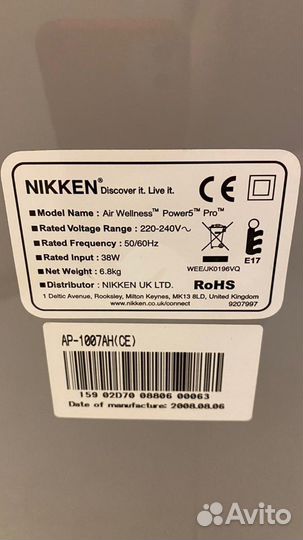 NIKKEN® Discover it. Live it.
CE
■ Model Name : Air Wellness™ Power5™ Pro™
■ Rated Voltage Range : 220-240V~
■ Rated Frequency : 50/60Hz
■ Rated Input : 38W
■ Net Weight : 6.8kg
E17
WEE/JK0196VQ
■ Distributor : NIKKEN UK LTD.
RoHS
1 Deltic Avenue, Rooksley, Milton Keynes, MK13 8LD, United Kingdom
www.nikken.co.uk/connect 9207997
AP-1007AH(CE)
159 02D70 08806 00063
Date of manufacture: 2008.08.06
Avito